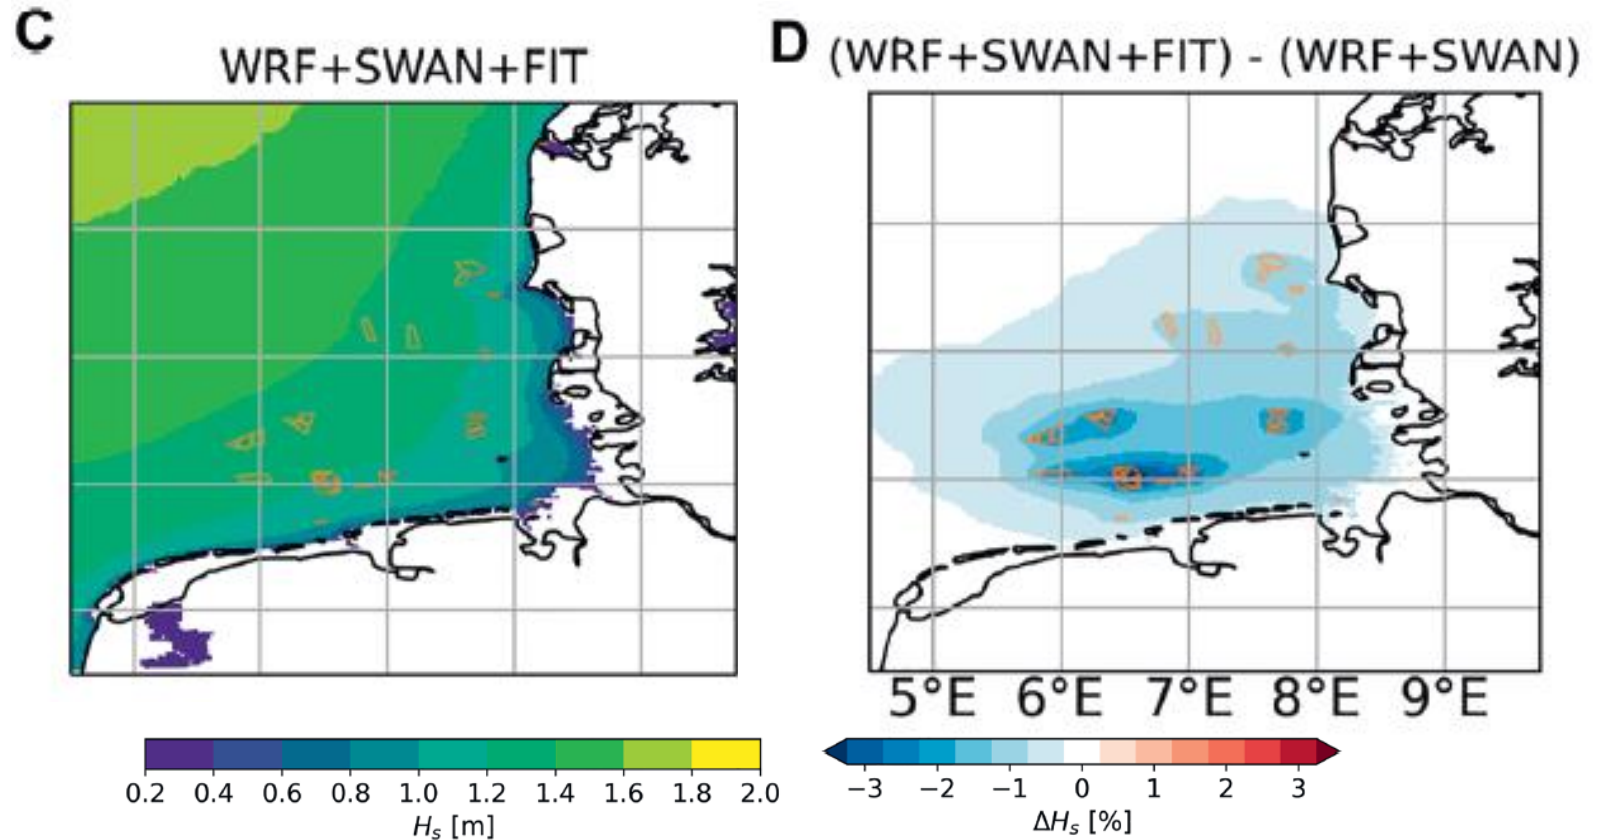 C
WRF+SWAN+FIT
D
(WRF+SWAN+FIT) - (WRF+SWAN)
5°E 6°E 7°E 8°E 9°E
0.2 0.4 0.6 0.8 1.0 1.2 1.4 1.6 1.8 2.0
Hs [m]
−3 −2 −1 0 1 2 3
ΔHs [%]